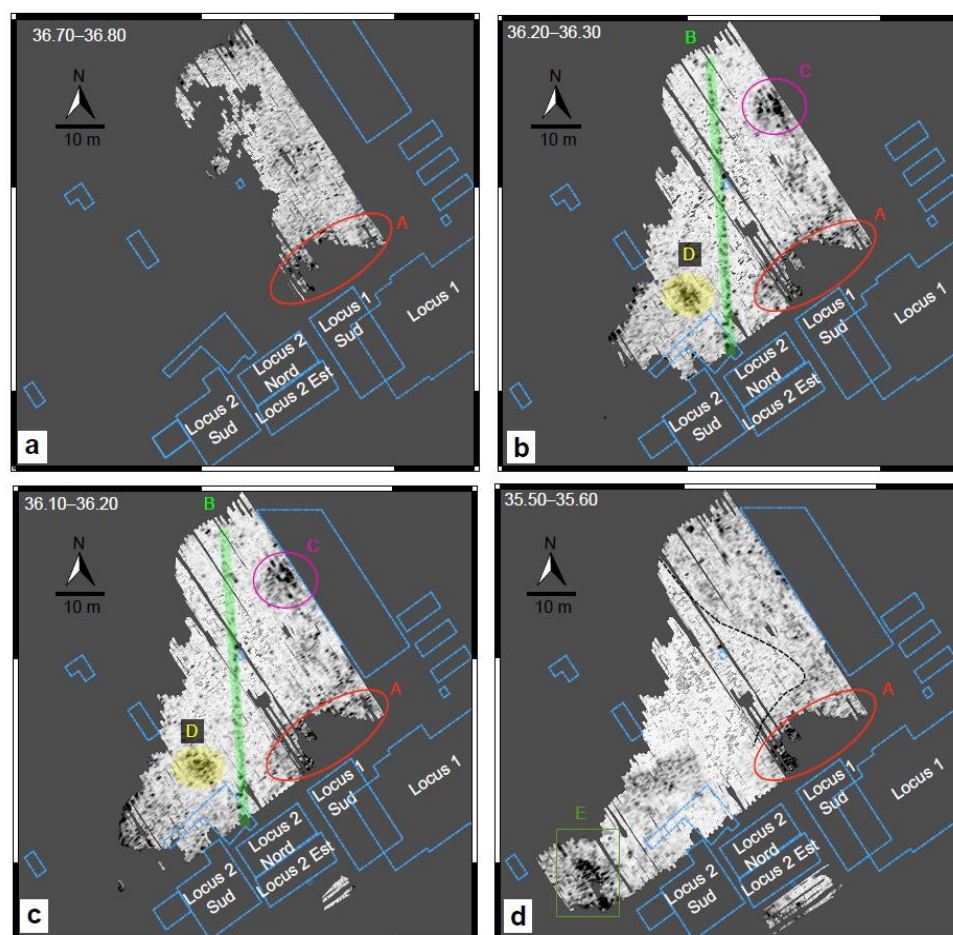 36.70–36.80
N
10 m
A
Locus 1
Locus 1
Sud
Locus 2
Nord
Locus 2 Est
Locus 2
Sud
a
36.20–36.30
B
C
N
10 m
A
D
Locus 1
Locus 1
Sud
Locus 2
Nord
Locus 2 Est
Locus 2
Sud
b
36.10–36.20
B
C
N
10 m
A
D
Locus 1
Locus 1
Sud
Locus 2
Nord
Locus 2 Est
Locus 2
Sud
c
35.50–35.60
N
10 m
A
Locus 1
Locus 1
Sud
E
Locus 2
Nord
Locus 2 Est
Locus 2
Sud
d